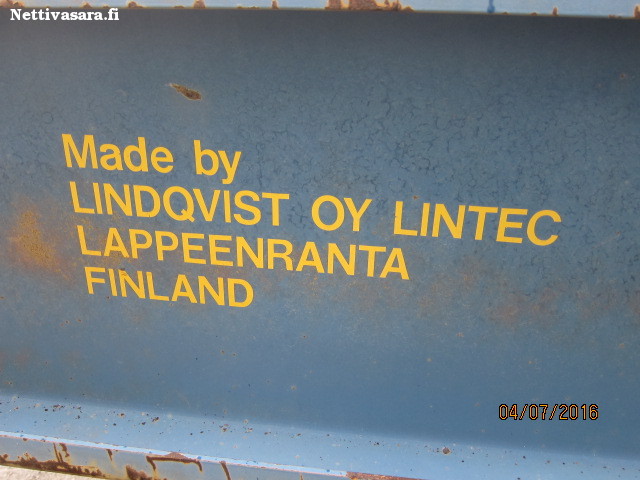 Nettivasara.fi
Made by
LINDQVIST OY LINTEC
LAPPEENRANTA
FINLAND
04/07/2016